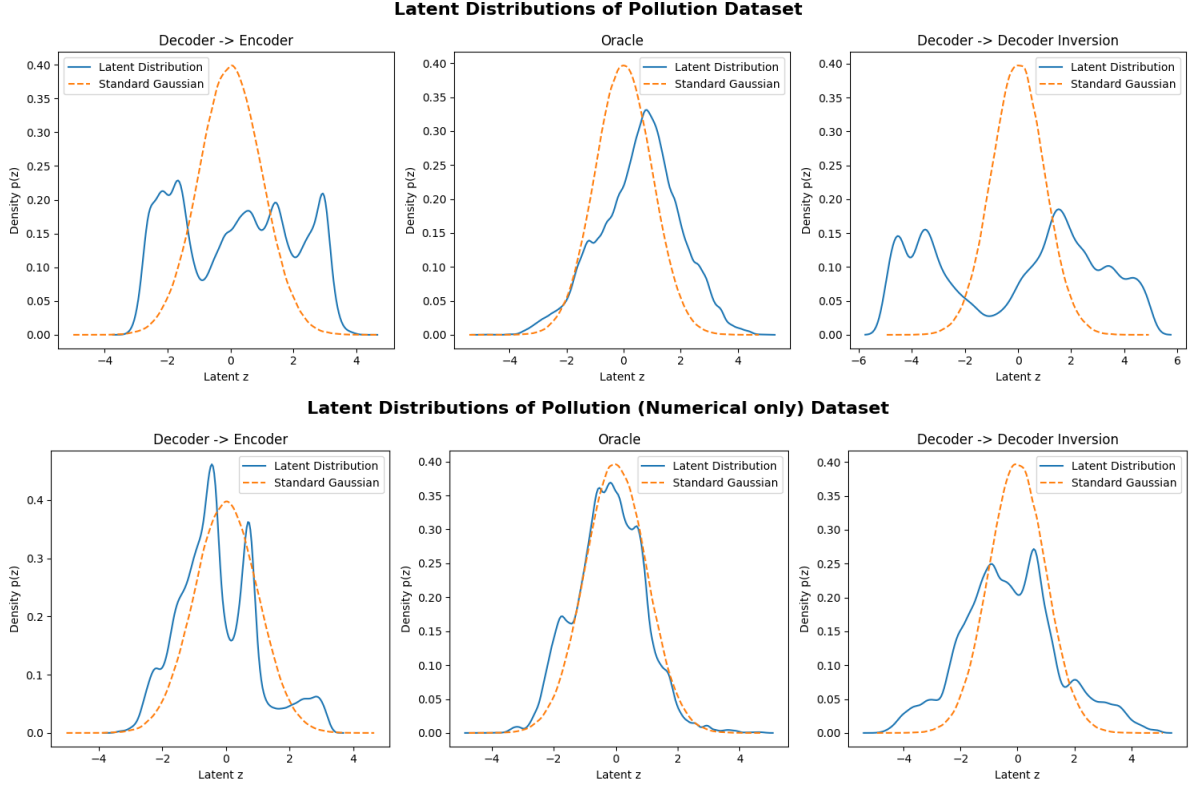 Latent Distributions of Pollution Dataset
Decoder -> Encoder
Density p(z)
0.40
0.35
0.30
0.25
0.20
0.15
0.10
0.05
0.00
Latent Distribution
Standard Gaussian
−4 −2 0 2 4
Latent z
Oracle
Density p(z)
0.40
0.35
0.30
0.25
0.20
0.15
0.10
0.05
0.00
Latent Distribution
Standard Gaussian
−4 −2 0 2 4
Latent z
Decoder -> Decoder Inversion
Density p(z)
0.40
0.35
0.30
0.25
0.20
0.15
0.10
0.05
0.00
Latent Distribution
Standard Gaussian
−6 −4 −2 0 2 4 6
Latent z
Latent Distributions of Pollution (Numerical only) Dataset
Decoder -> Encoder
Density p(z)
0.4
0.3
0.2
0.1
0.0
Latent Distribution
Standard Gaussian
−4 −2 0 2 4
Latent z
Oracle
Density p(z)
0.40
0.35
0.30
0.25
0.20
0.15
0.10
0.05
0.00
Latent Distribution
Standard Gaussian
−4 −2 0 2 4
Latent z
Decoder -> Decoder Inversion
Density p(z)
0.40
0.35
0.30
0.25
0.20
0.15
0.10
0.05
0.00
Latent Distribution
Standard Gaussian
−4 −2 0 2 4
Latent z